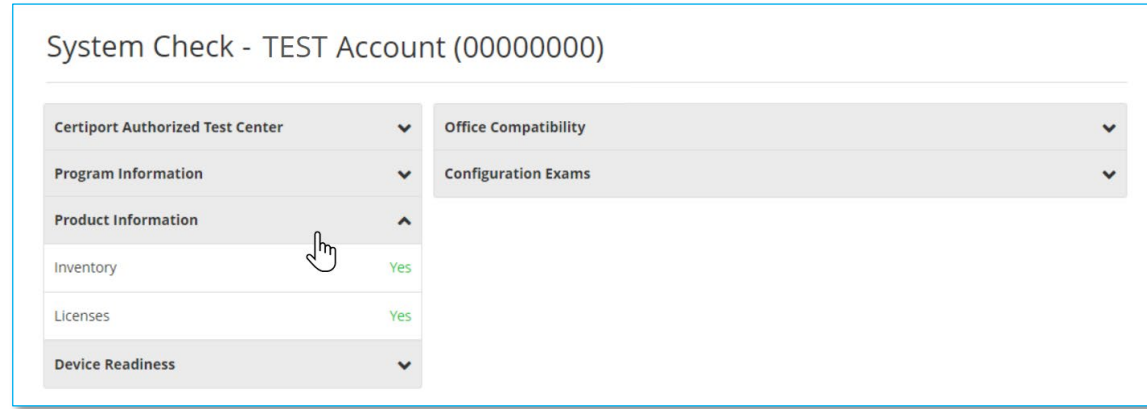 System Check - TEST Account (00000000)
Certiport Authorized Test Center
Program Information
Product Information
Inventory Yes
Licenses Yes
Device Readiness
Office Compatibility
Configuration Exams